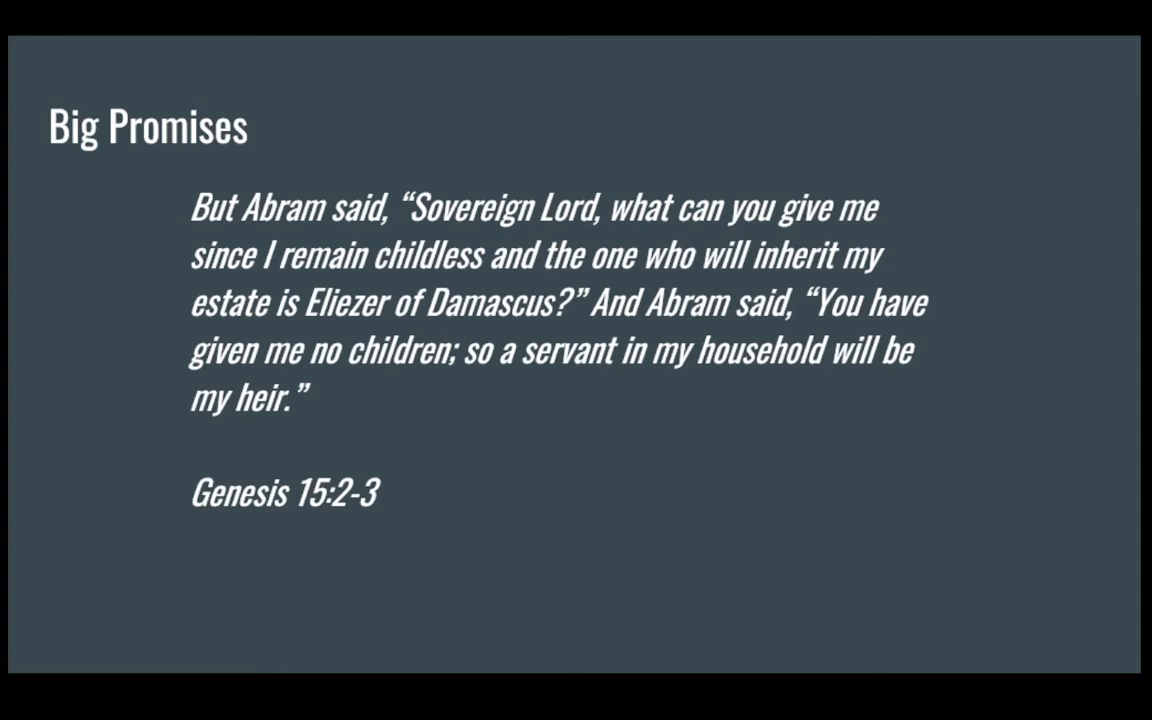 Big Promises
But Abram said, “Sovereign Lord, what can you give me
since I remain childless and the one who will inherit my
estate is Eliezer of Damascus?” And Abram said, “You have
given me no children; so a servant in my household will be
my heir.”
Genesis 15:2-3